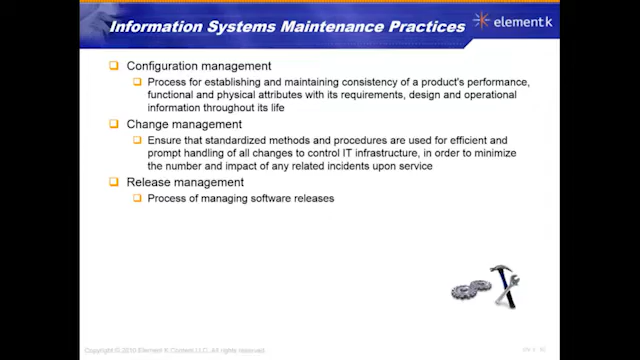 Information Systems Maintenance Practices
element k
Configuration management
Process for establishing and maintaining consistency of a product's performance,
functional and physical attributes with its requirements, design and operational
information throughout its life
Change management
Ensure that standardized methods and procedures are used for efficient and
prompt handling of all changes to control IT infrastructure, in order to minimize
the number and impact of any related incidents upon service
Release management
Process of managing software releases
Copyright © 2010 Element K Content LLC. All rights reserved.